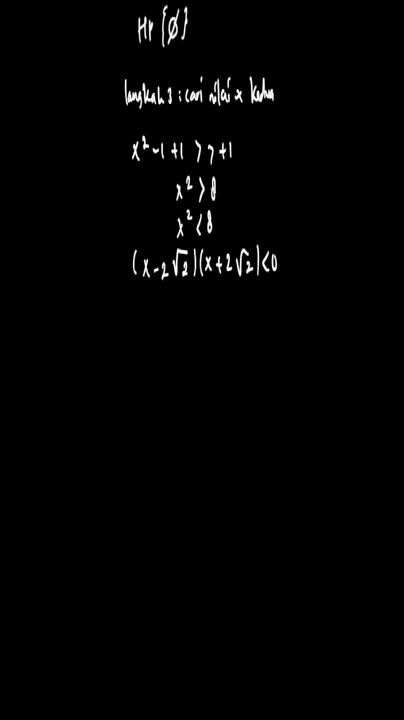 Hp {ø}
langkah 3 : cari nilai x kedua
x² - 1 + 1 > 7 + 1
x² > 8
x² < 8
(x - 2√2)(x + 2√2) < 0